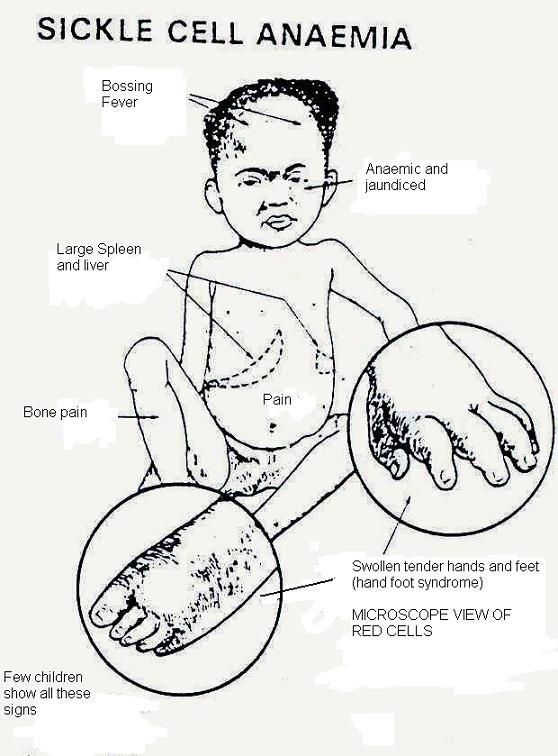 SICKLE CELL ANAEMIA
Bossing
Fever
Anaemic and
jaundiced
Large Spleen
and liver
Pain
Bone pain
Swollen tender hands and feet
(hand foot syndrome)
MICROSCOPE VIEW OF
RED CELLS
Few children
show all these
signs